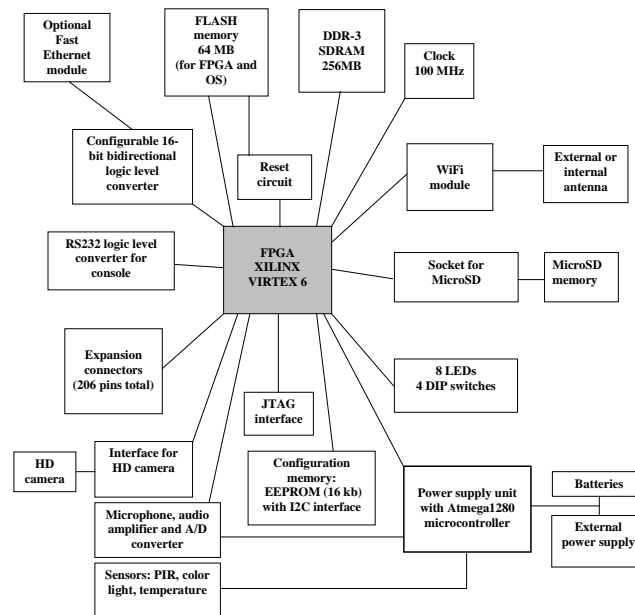 Optional
Fast
Ethernet
module
FLASH
memory
64 MB
(for FPGA and
OS)
DDR-3
SDRAM
256MB
Clock
100 MHz
Configurable 16-
bit bidirectional
logic level
converter
Reset
circuit
WiFi
module
External or
internal
antenna
RS232 logic level
converter for
console
FPGA
XILINX
VIRTEX 6
Socket for
MicroSD
MicroSD
memory
Expansion
connectors
(206 pins total)
JTAG
interface
8 LEDs
4 DIP switches
HD
camera
Interface for
HD camera
Configuration
memory:
EEPROM (16 kb)
with I2C interface
Power supply unit
with Atmega1280
microcontroller
Batteries
External
power supply
Microphone, audio
amplifier and A/D
converter
Sensors: PIR, color
light, temperature